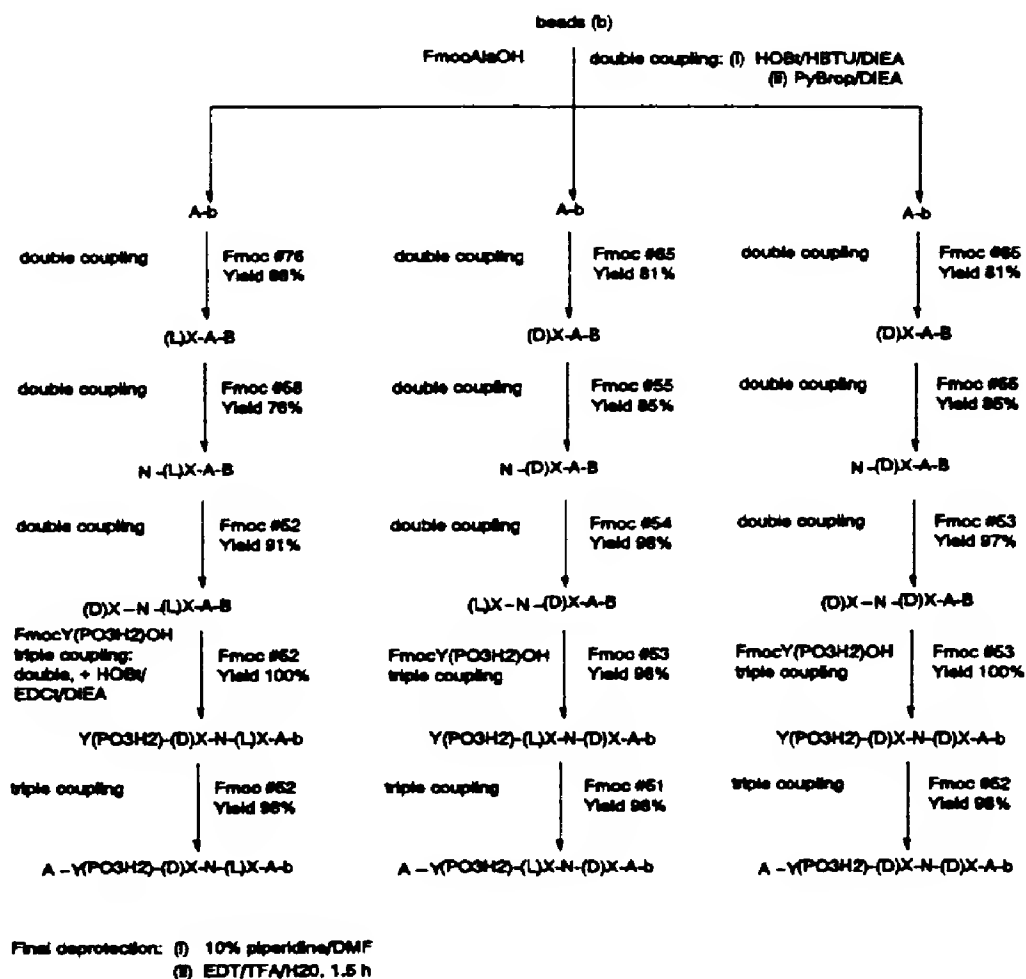 beads (b)
FmocAlaOH double coupling: (i) HOBt/HBTU/DIEA
(ii) PyBrop/DIEA
A-b A-b A-b
double coupling Fmoc #76 double coupling Fmoc #65 double coupling Fmoc #65
Yield Yield 81% Yield 81%
(L)X-A-B (D)X-A-B (D)X-A-B
double coupling Fmoc double coupling Fmoc #55 double coupling Fmoc
Yield 76% Yield 85% Yield 85%
N-(L)X-A-B N-(D)X-A-B N-(D)X-A-B
double coupling Fmoc #52 double coupling Fmoc #54 double coupling Fmoc #53
Yield 91% Yield 98% Yield 97%
(D)X-N-(L)X-A-B (L)X-N-(D)X-A-B (D)X-N-(D)X-A-B
FmocY(PO3H2)OH
triple coupling: Fmoc #52 FmocY(PO3H2)OH Fmoc #53 FmocY(PO3H2)OH Fmoc #53
double, + HOBt/ Yield 100% triple coupling Yield 98% triple coupling Yield 100%
EDCI/DIEA
Y(PO3H2)-(D)X-N-(L)X-A-b Y(PO3H2)-(L)X-N-(D)X-A-b Y(PO3H2)-(D)X-N-(D)X-A-b
triple coupling Fmoc #52 triple coupling Fmoc #51 triple coupling Fmoc #52
Yield 98% Yield 98% Yield 98%
A-Y(PO3H2)-(D)X-N-(L)X-A-b A-Y(PO3H2)-(L)X-N-(D)X-A-b A-Y(PO3H2)-(D)X-N-(D)X-A-b
Final deprotection: (i) 10% piperidine/DMF
(ii) EDT/TFA/H20, 1.5 h